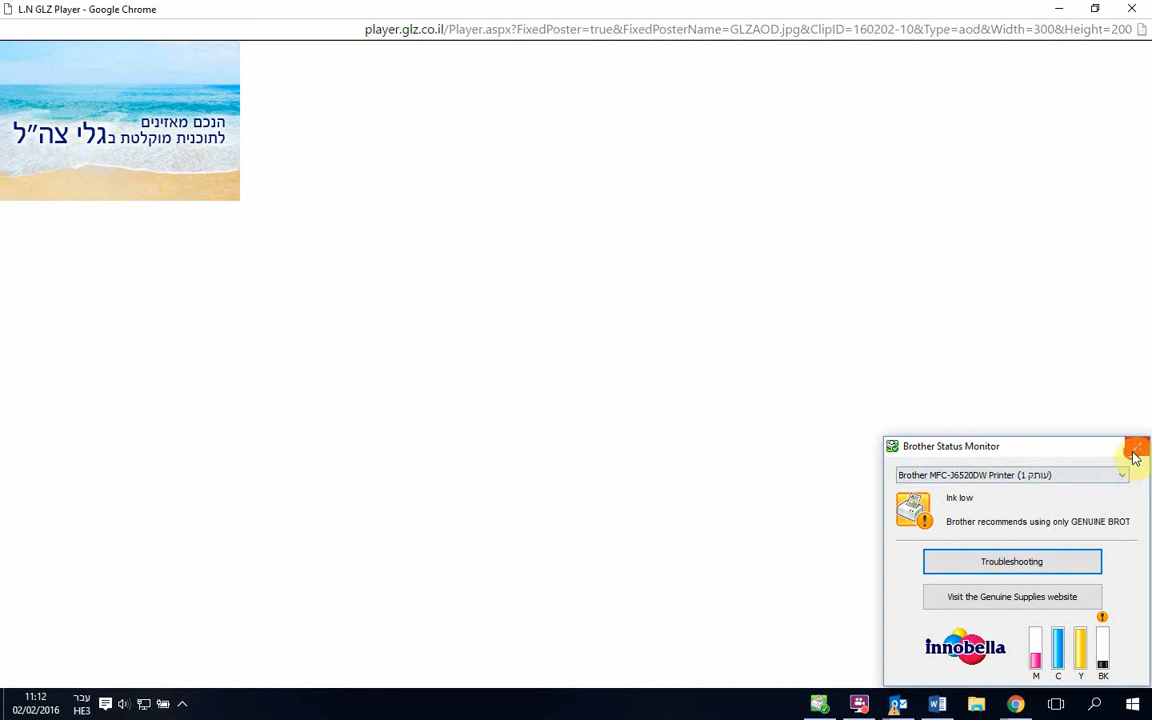 L.N GLZ Player - Google Chrome
player.glz.co.il/Player.aspx?FixedPoster=true&FixedPosterName=GLZAOD.jpg&ClipID=160202-10&Type=aod&Width=300&Height=200
הנכם מאזינים
לתוכנית מוקלטת בגלי צה"ל
Brother Status Monitor
Brother MFC-J6520DW Printer (עותק 1)
Ink low
Brother recommends using only GENUINE BROT
Troubleshooting
Visit the Genuine Supplies website
innobella
M C Y BK
11:12
02/02/2016
עבר
HE3